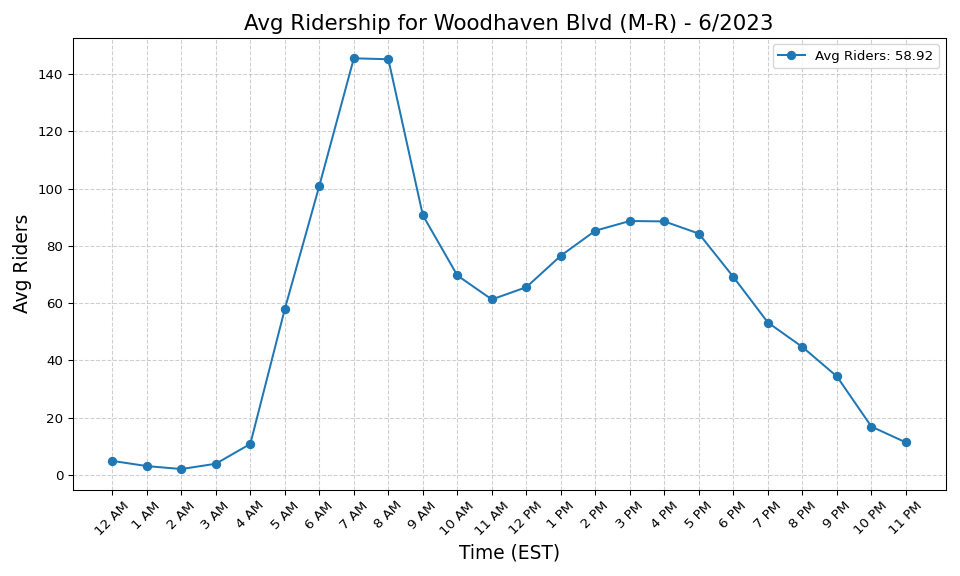 Avg Ridership for Woodhaven Blvd (M-R) - 6/2023
Avg Riders: 58.92
Avg Riders
140
120
100
80
60
40
20
0
12 AM
1 AM
2 AM
3 AM
4 AM
5 AM
6 AM
7 AM
8 AM
9 AM
10 AM
11 AM
12 PM
1 PM
2 PM
3 PM
4 PM
5 PM
6 PM
7 PM
8 PM
9 PM
10 PM
11 PM
Time (EST)